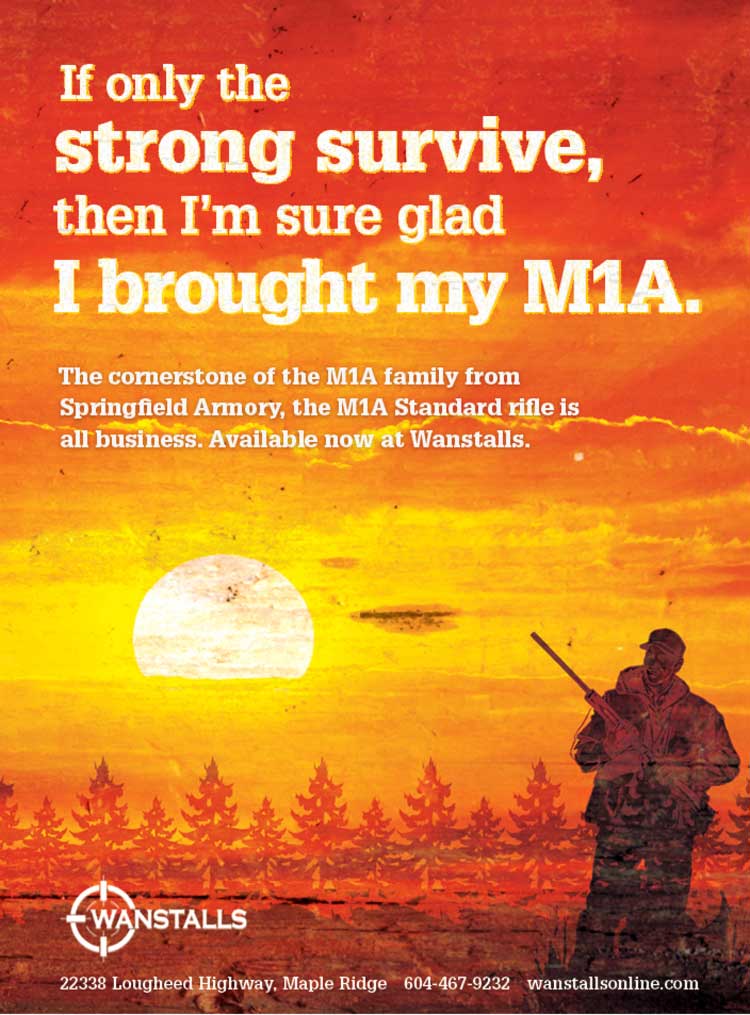 If only the
strong survive,
then I'm sure glad
I brought my M1A.
The cornerstone of the M1A family from
Springfield Armory, the M1A Standard rifle is
all business. Available now at Wanstalls.
WANSTALLS
22338 Lougheed Highway, Maple Ridge 604-467-9232 wanstallsonline.com